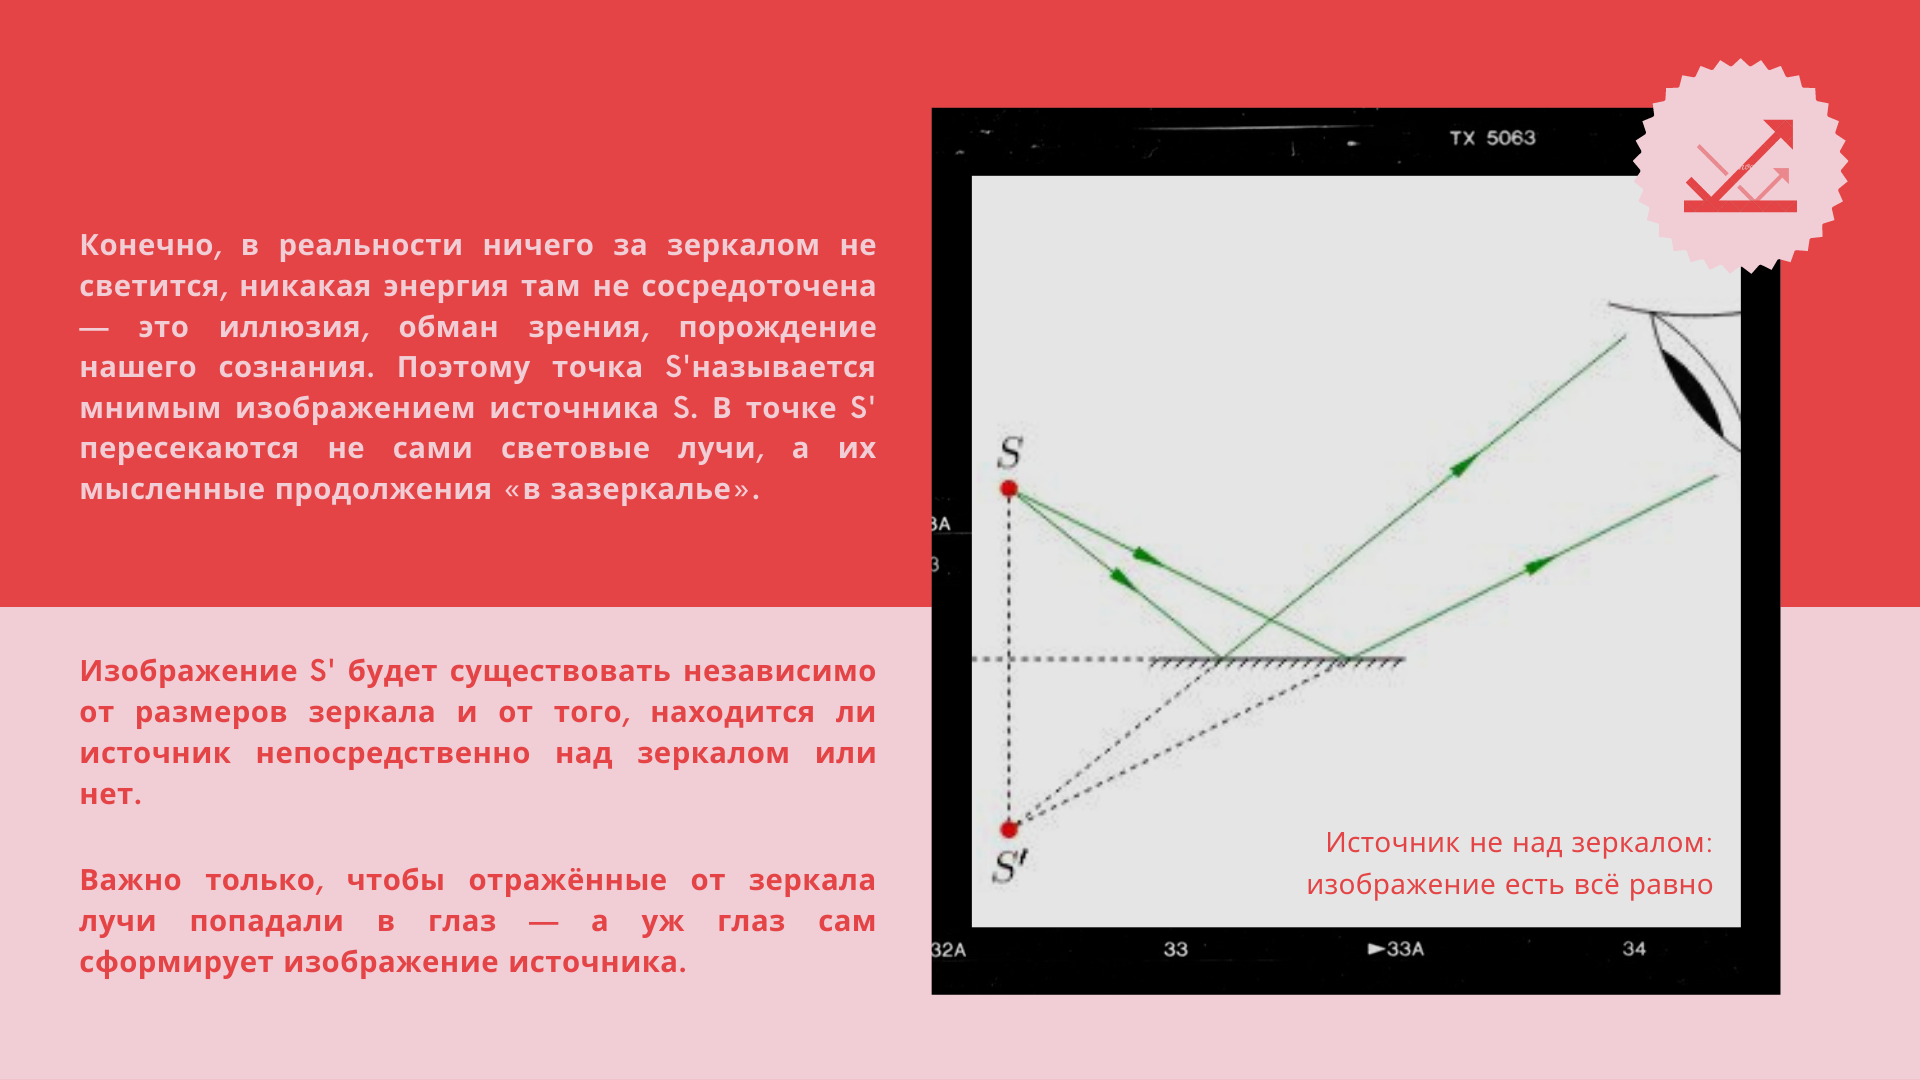 Конечно, в реальности ничего за зеркалом не
светится, никакая энергия там не сосредоточена
— это иллюзия, обман зрения, порождение
нашего сознания. Поэтому точка S'называется
мнимым изображением источника S. В точке S'
пересекаются не сами световые лучи, а их
мысленные продолжения «в зазеркалье».
Изображение S' будет существовать независимо
от размеров зеркала и от того, находится ли
источник непосредственно над зеркалом или
нет.
Важно только, чтобы отражённые от зеркала
лучи попадали в глаз — а уж глаз сам
сформирует изображение источника.
TX 5063
S
S'
Источник не над зеркалом:
изображение есть всё равно
32A
33
►33A
34